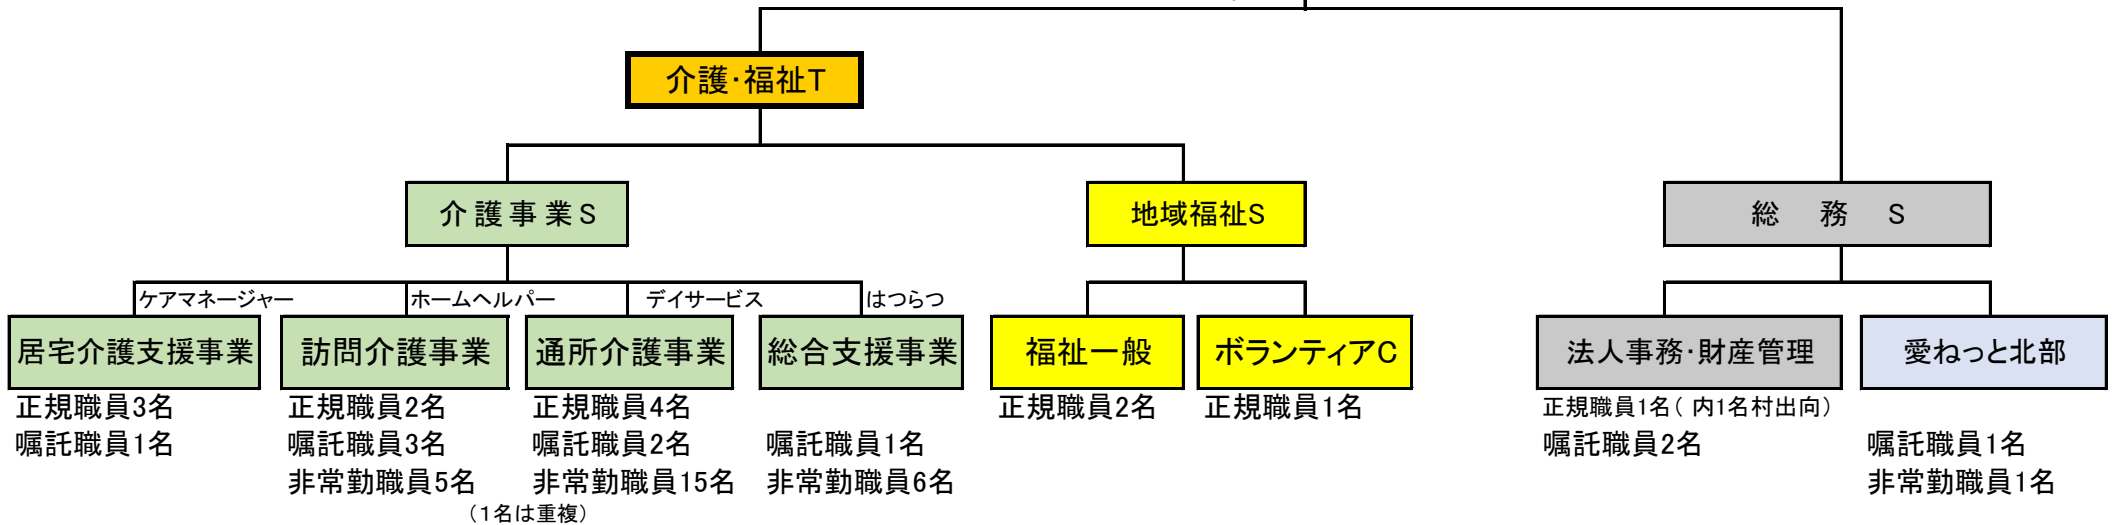 介護・福祉T
介護事業S
地域福祉S
総　務　S
ケアマネージャー
ホームヘルパー
デイサービス
はつらつ
居宅介護支援事業
訪問介護事業
通所介護事業
総合支援事業
福祉一般
ボランティアC
法人事務・財産管理
愛ねっと北部
正規職員3名
嘱託職員1名
正規職員2名
嘱託職員3名
非常勤職員5名
正規職員4名
嘱託職員2名
非常勤職員15名
（1名は重複）
嘱託職員1名
非常勤職員6名
正規職員2名
正規職員1名
正規職員1名（ 内1名村出向）
嘱託職員2名
嘱託職員1名
非常勤職員1名